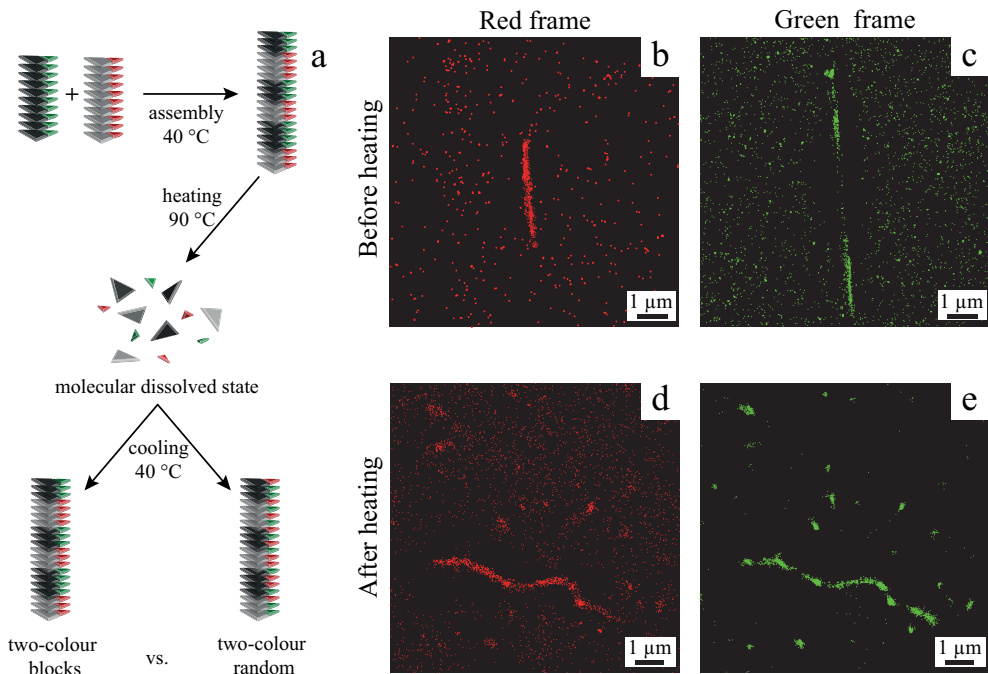 Red frame
Green frame
a
b
c
+
assembly
40 °C
heating
90 °C
Before heating
1 µm
1 µm
molecular dissolved state
d
e
cooling
40 °C
After heating
1 µm
1 µm
two-colour
blocks
vs.
two-colour
random